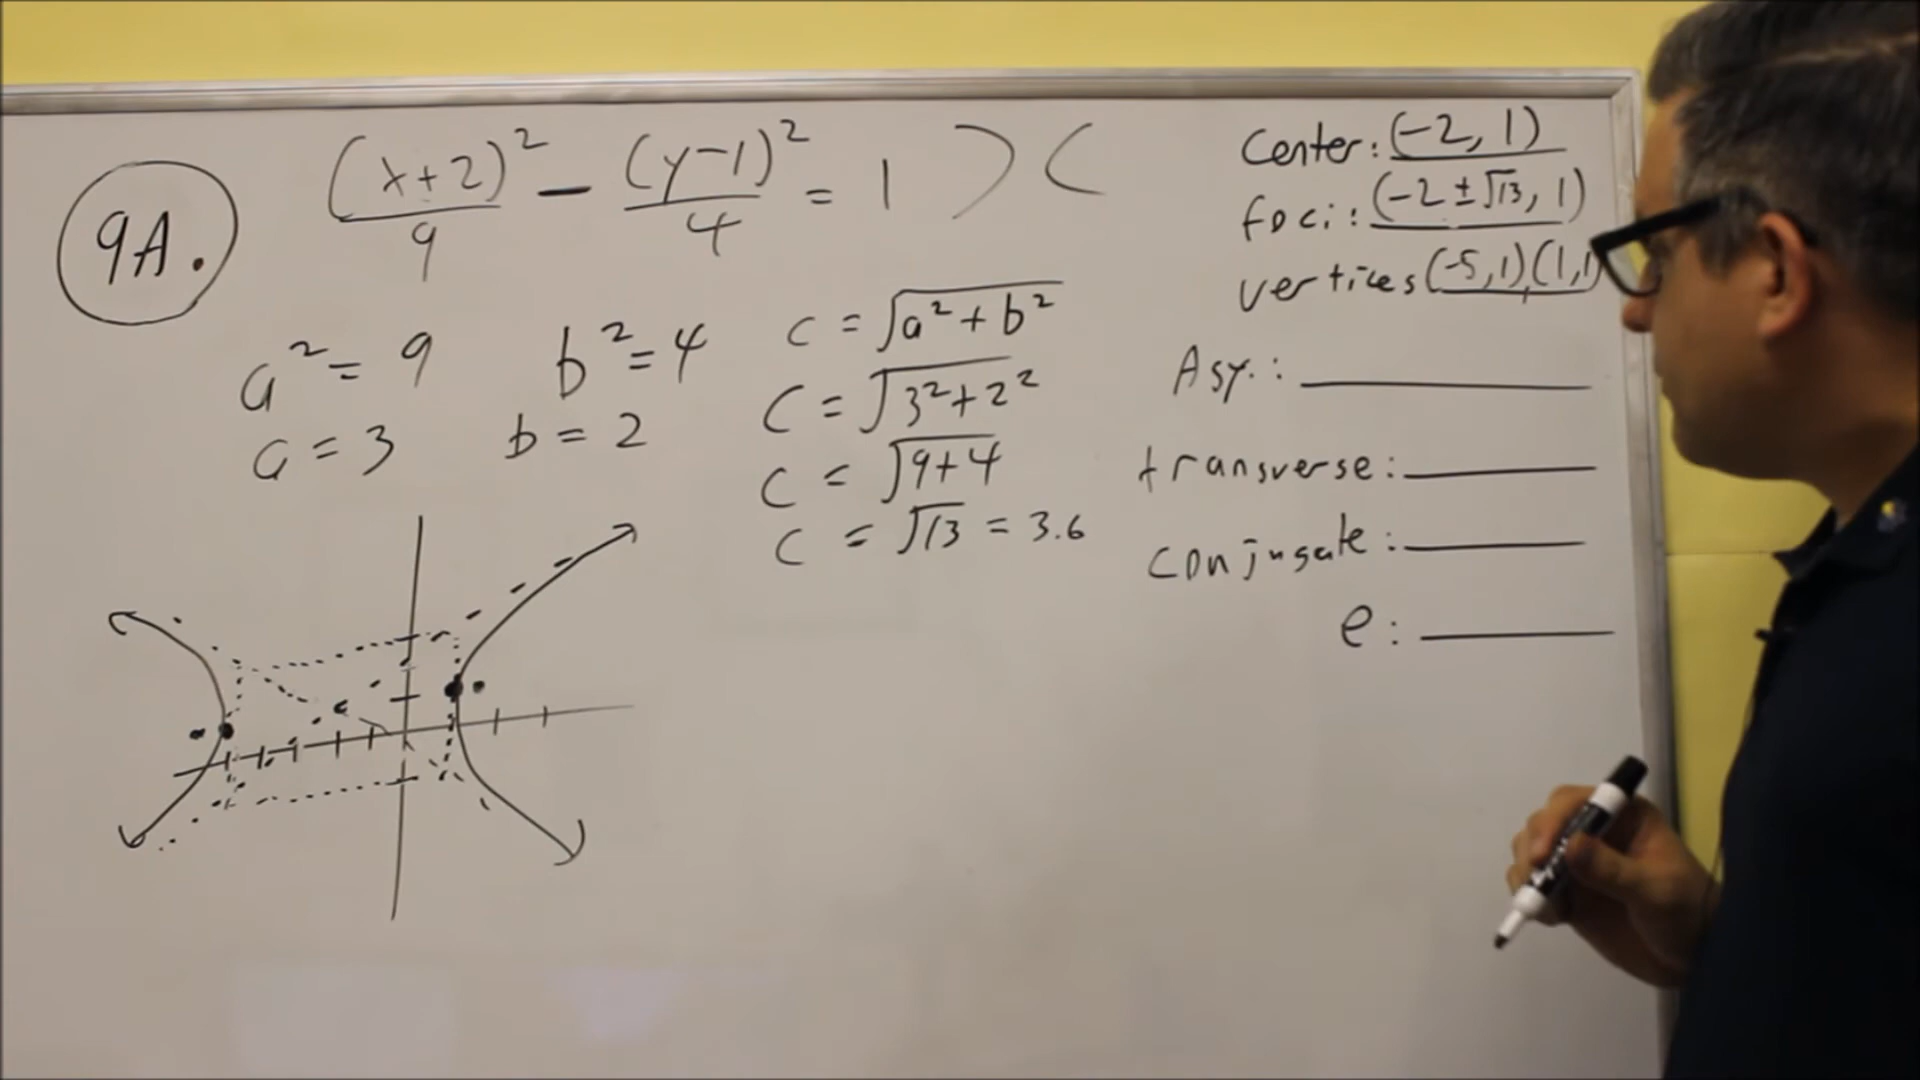 9A.
(x+2)²/9 − (y−1)²/4 = 1
a² = 9
b² = 4
a = 3
b = 2
c = √(a² + b²)
c = √(3² + 2²)
c = √(9+4)
c = √13 = 3.6
Center: (−2, 1)
foci: (−2 ± √13, 1)
vertices (−5,1), (1,1
Asy.:
transverse:
conjugate:
e: